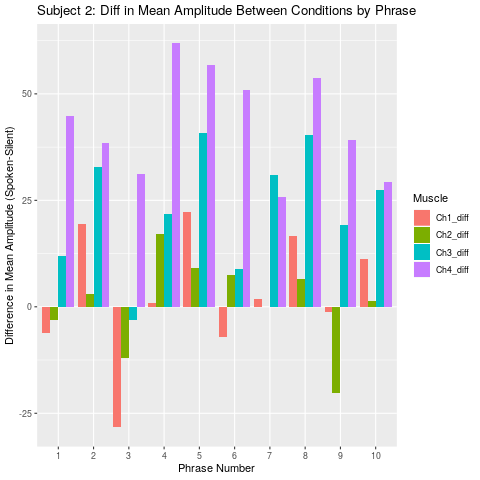 Subject 2: Diff in Mean Amplitude Between Conditions by Phrase
Difference in Mean Amplitude (Spoken-Silent)
50
25
0
-25
1 2 3 4 5 6 7 8 9 10
Phrase Number
Muscle
Ch1_diff
Ch2_diff
Ch3_diff
Ch4_diff